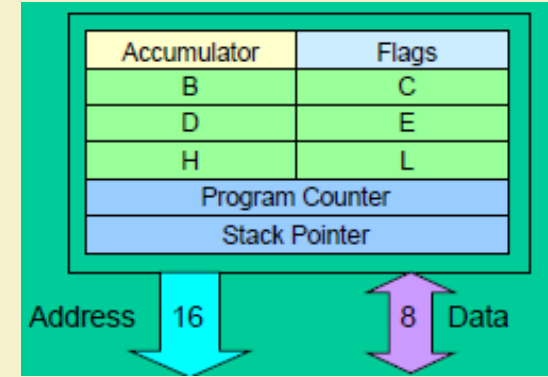 Accumulator Flags
B C
D E
H L
Program Counter
Stack Pointer
Address 16 8 Data